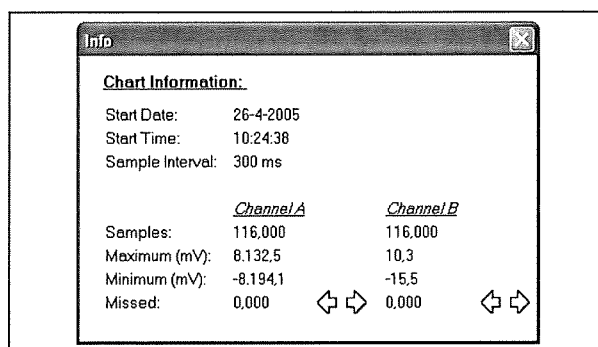 Info
Chart Information:
Start Date: 26-4-2005
Start Time: 10:24:38
Sample Interval: 300 ms
Channel A Channel B
Samples: 116,000 116,000
Maximum (mV): 8.132,5 10,3
Minimum (mV): -8.194,1 -15,5
Missed: 0,000 0,000